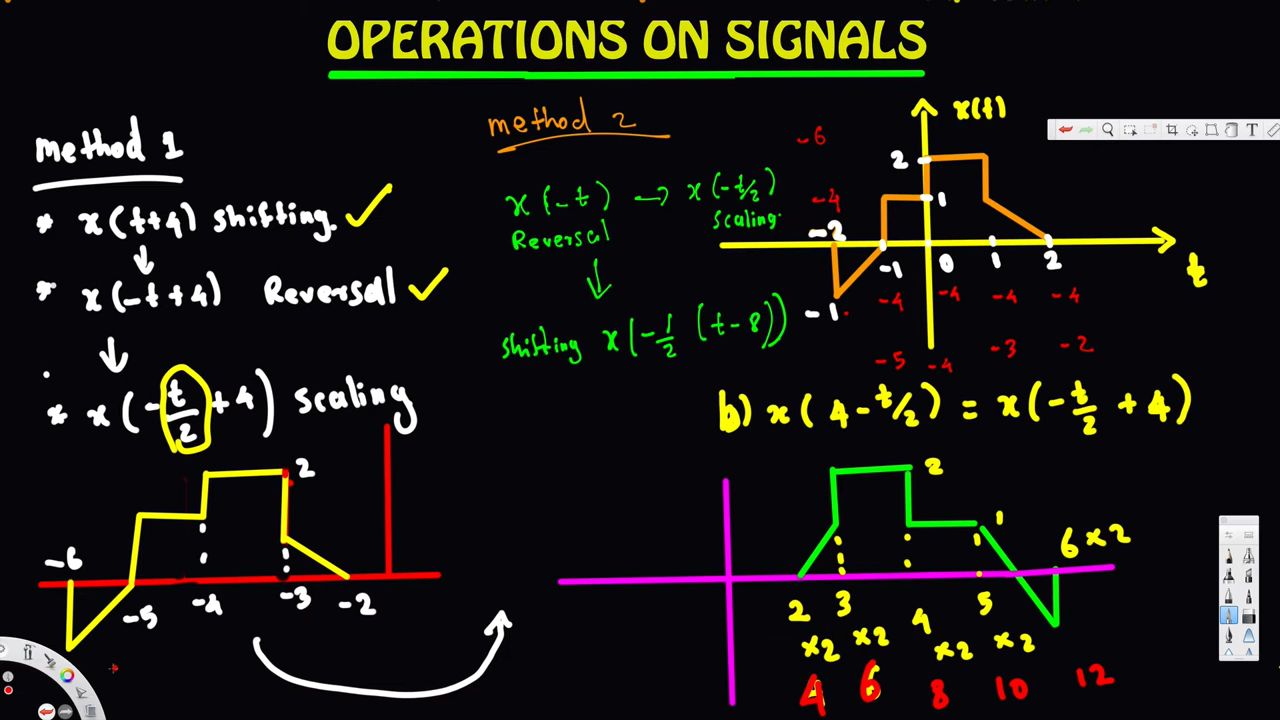 OPERATIONS ON SIGNALS
method 1
* x(t+4) shifting.
* x(-t+4) Reversal
* x(-t/2+4) scaling
method 2
x(-t) → x(-t/2)
Reversal scaling.
shifting x(-1/2 (t-8))
x(t)
2
1
-6
-4
-2
-1
-1 0 1 2
t
-4 -4 -4 -4
-5 -4 -3 -2
b) x(4-t/2) = x(-t/2+4)
2
-6 -5 -4 -3 -2
2
1
6×2
2 3 4 5
×2 ×2 ×2 ×2
4 6 8 10 12